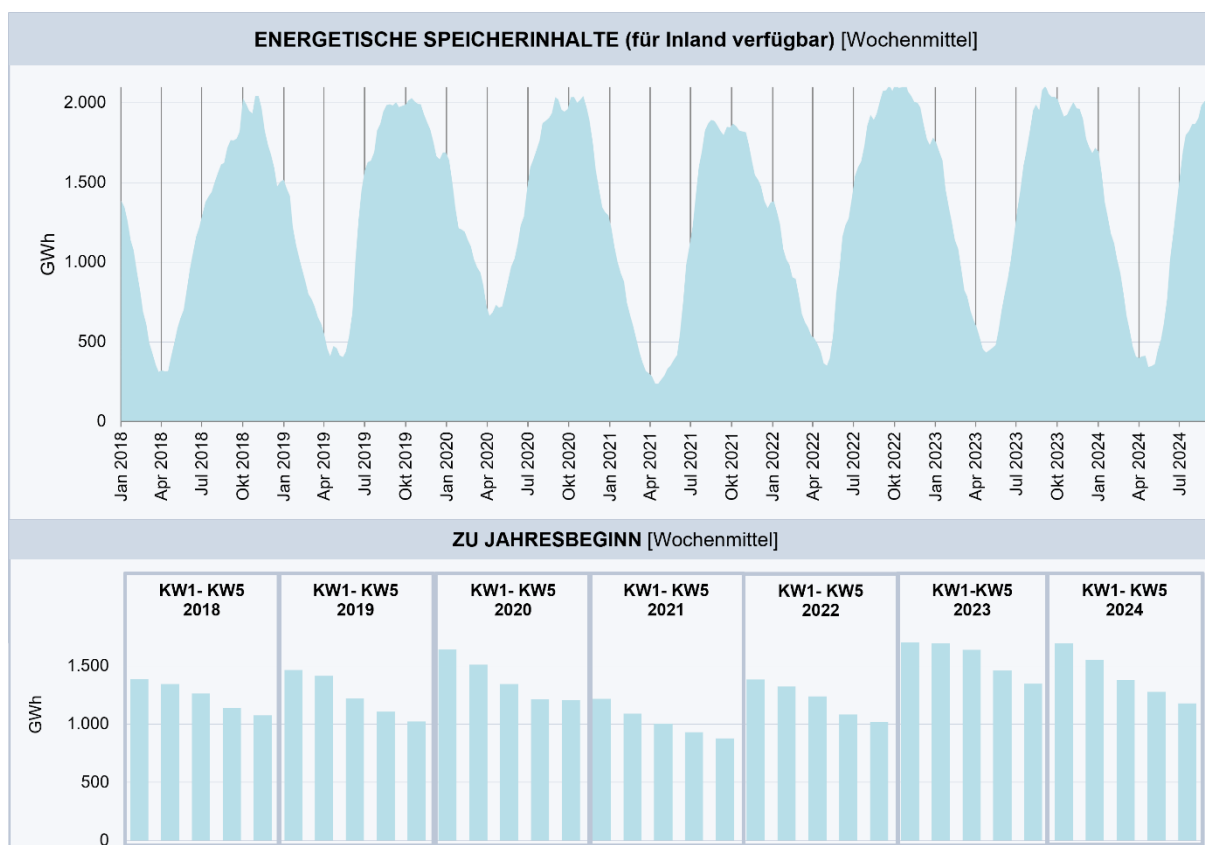 ENERGETISCHE SPEICHERINHALTE (für Inland verfügbar) [Wochenmittel]
2.000
1.500
1.000
500
0
GWh
Jan 2018
Apr 2018
Jul 2018
Okt 2018
Jan 2019
Apr 2019
Jul 2019
Okt 2019
Jan 2020
Apr 2020
Jul 2020
Okt 2020
Jan 2021
Apr 2021
Jul 2021
Okt 2021
Jan 2022
Apr 2022
Jul 2022
Okt 2022
Jan 2023
Apr 2023
Jul 2023
Okt 2023
Jan 2024
Apr 2024
Jul 2024
ZU JAHRESBEGINN [Wochenmittel]
KW1- KW5
2018
KW1- KW5
2019
KW1- KW5
2020
KW1- KW5
2021
KW1- KW5
2022
KW1-KW5
2023
KW1- KW5
2024
1.500
1.000
500
0
GWh